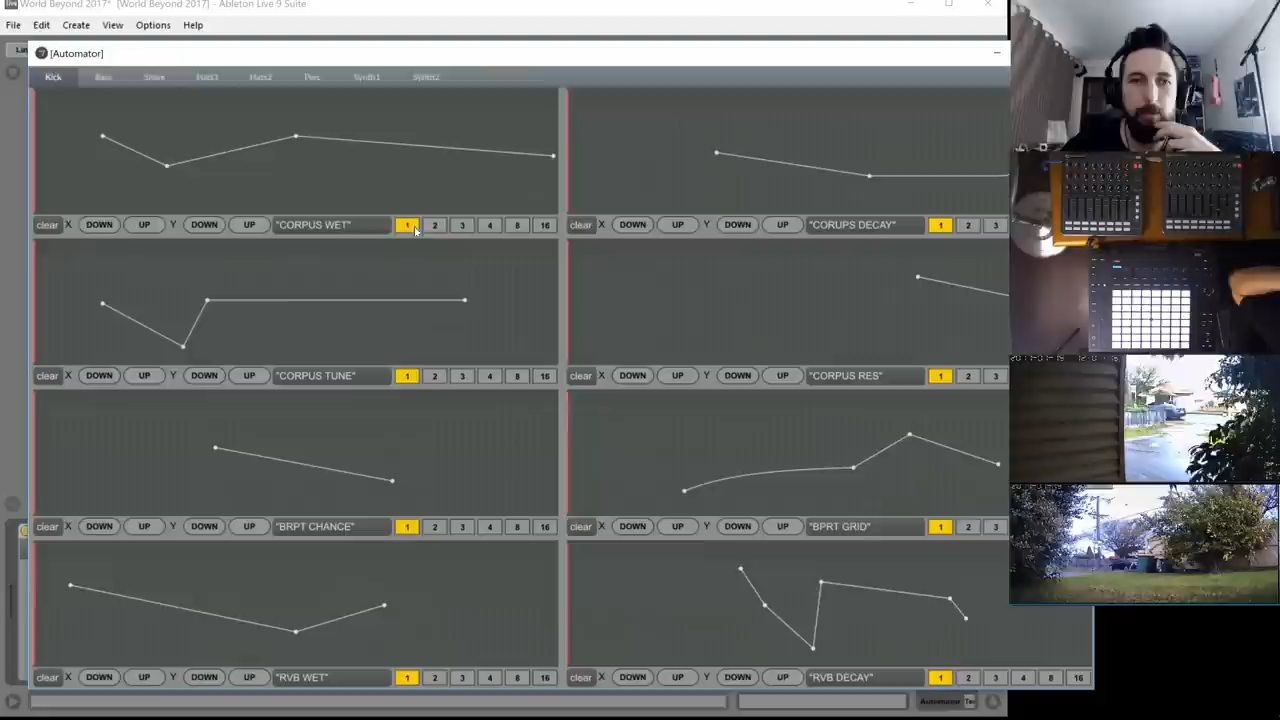 World Beyond 2017* [World Beyond 2017] - Ableton Live 9 Suite
File Edit Create View Options Help
[Automator]
Kick Bass Snare Hats1 Hats2 Perc Synth1 Synth2
clear X DOWN UP Y DOWN UP "CORPUS WET" 1 2 3 4 8 16
clear X DOWN UP Y DOWN UP "CORUPS DECAY" 1 2 3
clear X DOWN UP Y DOWN UP "CORPUS TUNE" 1 2 3 4 8 16
clear X DOWN UP Y DOWN UP "CORPUS RES" 1 2 3
clear X DOWN UP Y DOWN UP "BRPT CHANCE" 1 2 3 4 8 16
clear X DOWN UP Y DOWN UP "BPRT GRID" 1 2 3
clear X DOWN UP Y DOWN UP "RVB WET" 1 2 3 4 8 16
clear X DOWN UP Y DOWN UP "RVB DECAY" 1 2 3 4 8 16